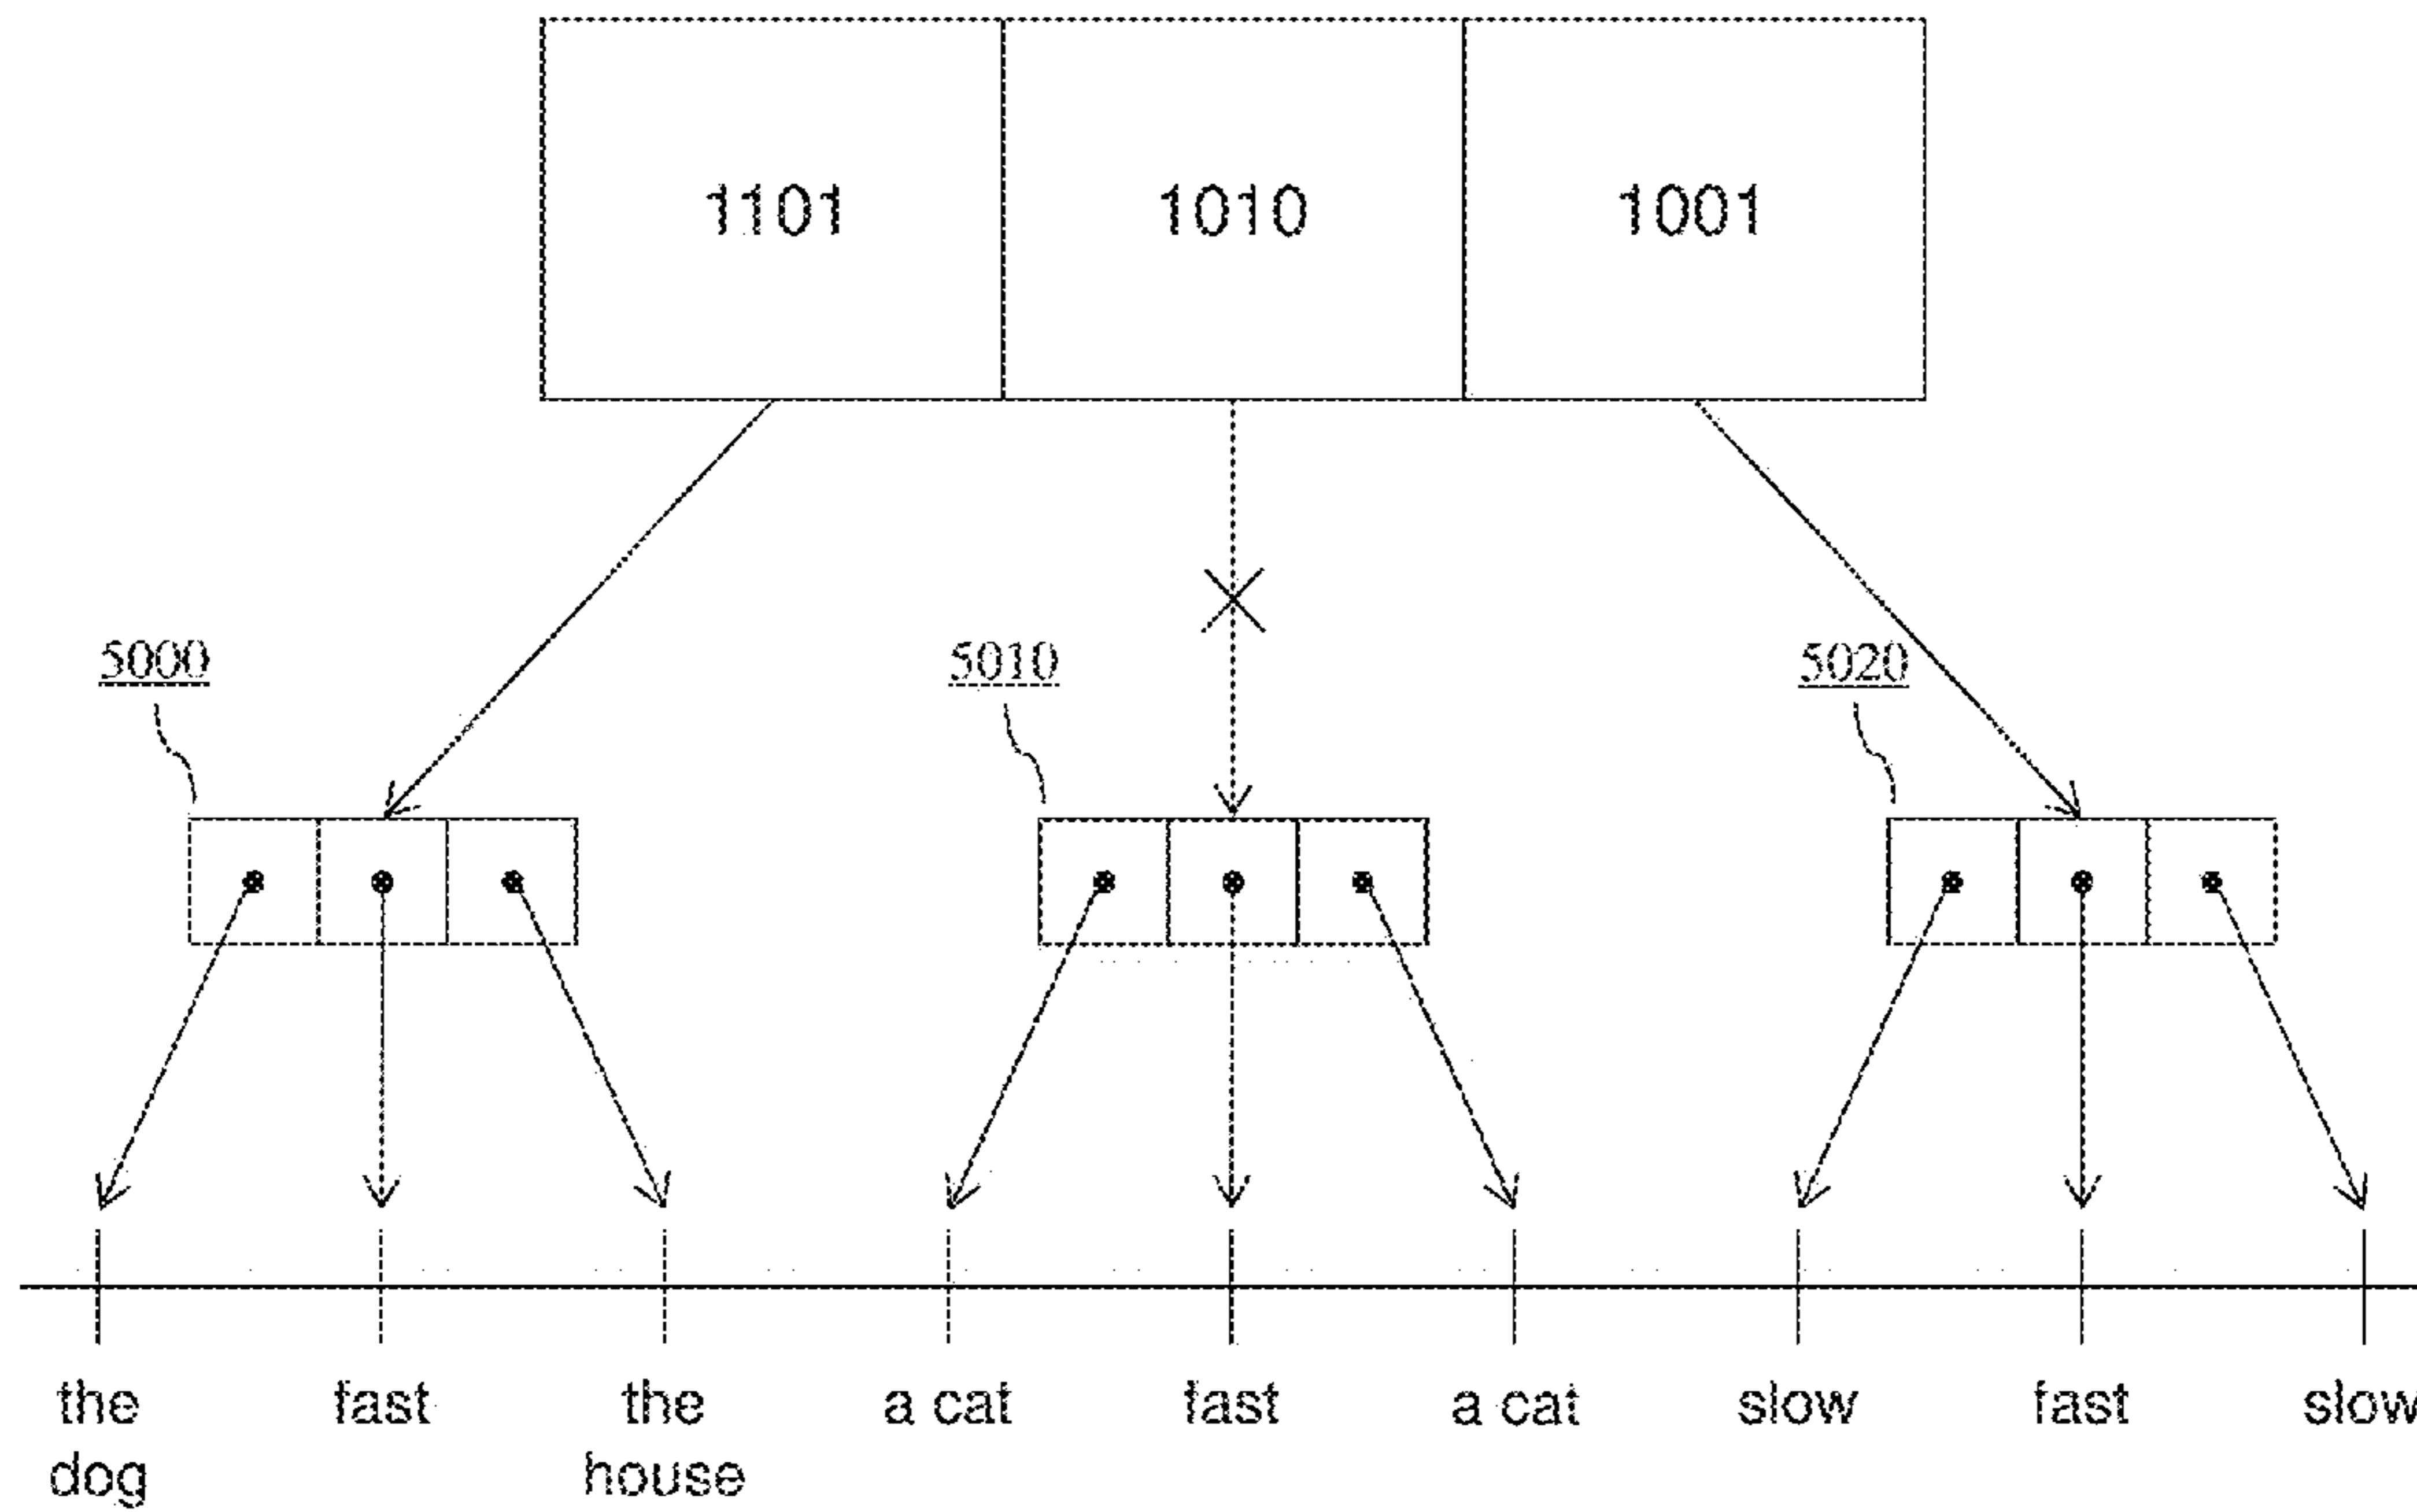 1101 1010 1001
5000 5010 5020
the fast the a cat fast a cat slow fast slow
dog house